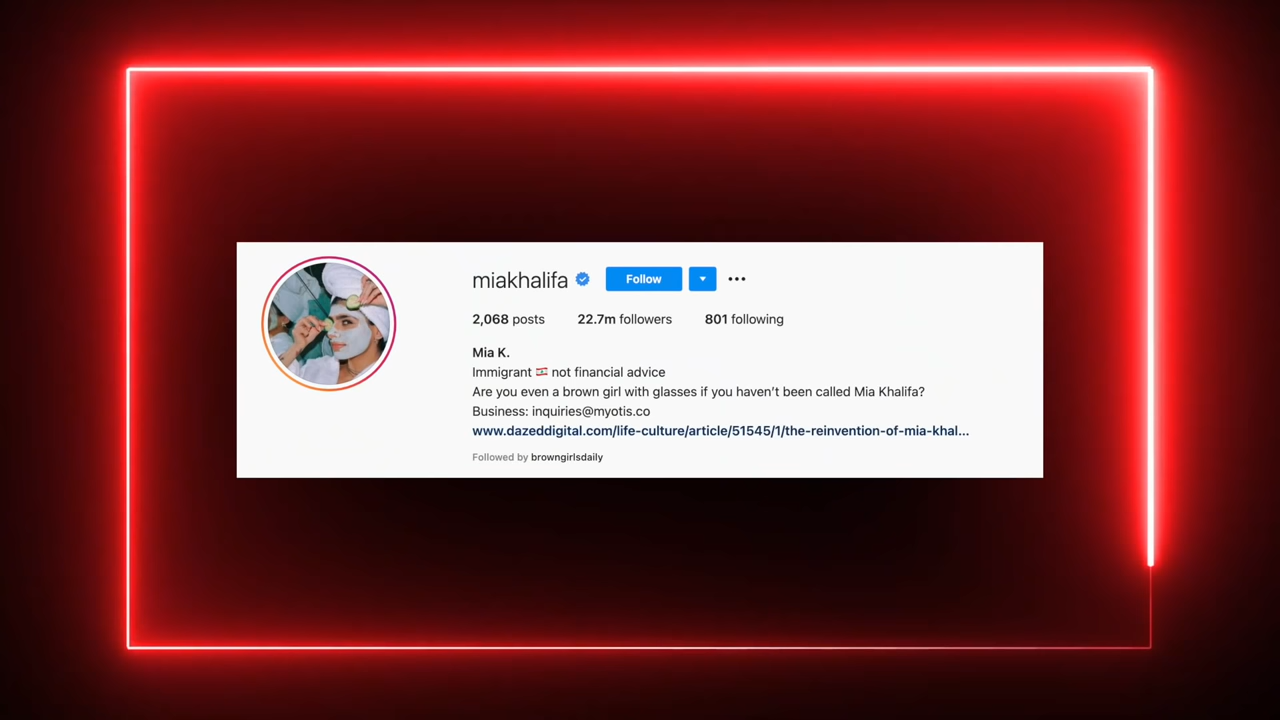 miakhalifa Follow
2,068 posts 22.7m followers 801 following
Mia K.
Immigrant 🇱🇧 not financial advice
Are you even a brown girl with glasses if you haven't been called Mia Khalifa?
Business: inquiries@myotis.co
www.dazeddigital.com/life-culture/article/51545/1/the-reinvention-of-mia-khal...
Followed by browngirlsdaily